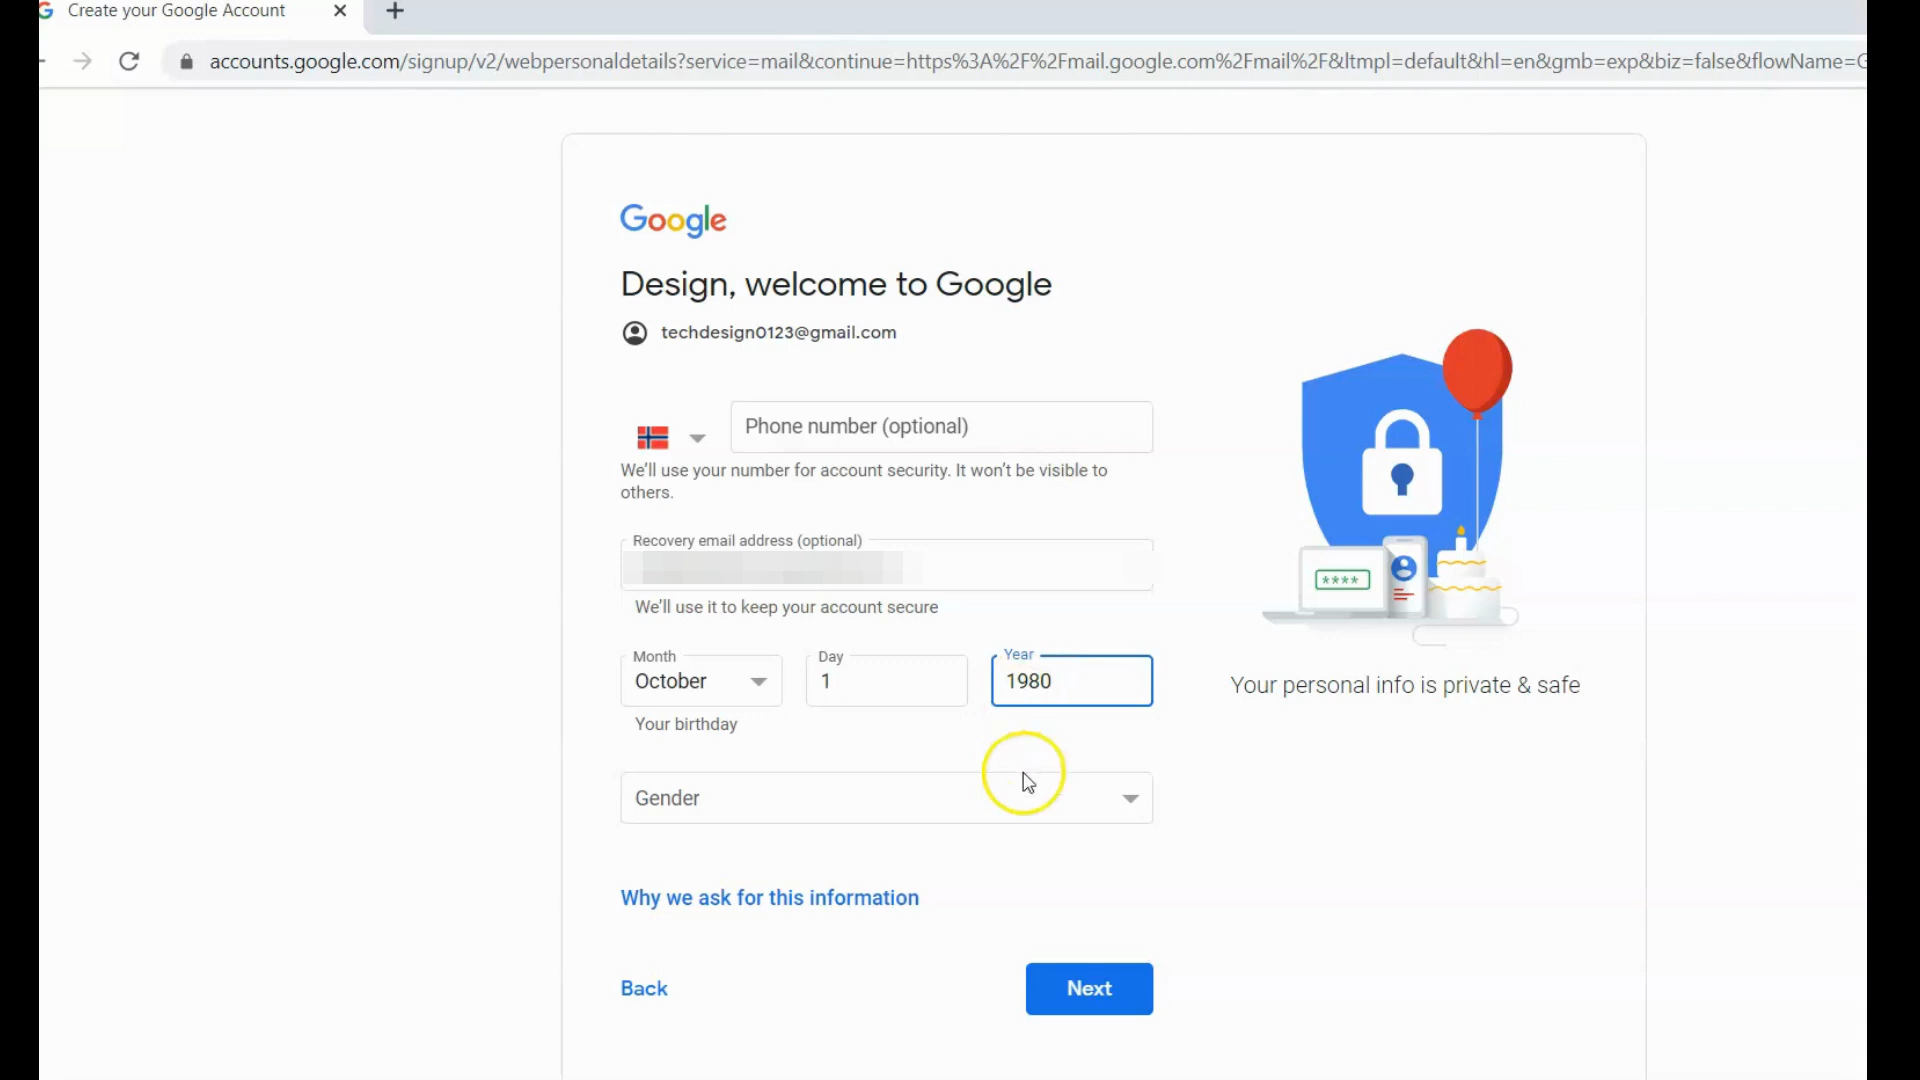 Create your Google Account
accounts.google.com/signup/v2/webpersonaldetails?service=mail&continue=https%3A%2F%2Fmail.google.com%2Fmail%2F&ltmpl=default&hl=en&gmb=exp&biz=false&flowName=G
Google
Design, welcome to Google
techdesign0123@gmail.com
Phone number (optional)
We'll use your number for account security. It won't be visible to
others.
Recovery email address (optional)
We'll use it to keep your account secure
Month
Day
Year
October
1
1980
Your birthday
Gender
Why we ask for this information
Back
Next
****
Your personal info is private & safe